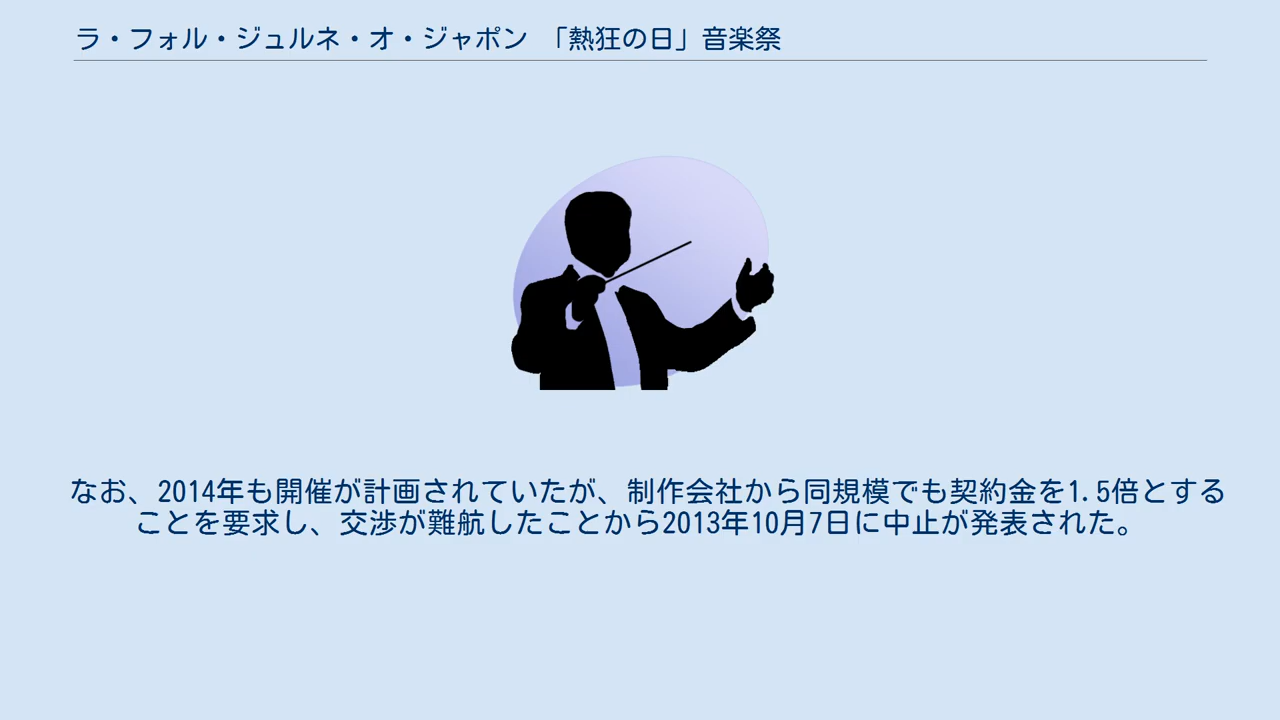 ラ・フォル・ジュルネ・オ・ジャポン 「熱狂の日」音楽祭
なお、2014年も開催が計画されていたが、制作会社から同規模でも契約金を1.5倍とする
ことを要求し、交渉が難航したことから2013年10月7日に中止が発表された。